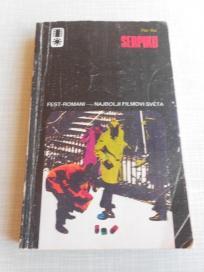 SERPIKO
FEST-ROMANI — NAJBOLJI FILMOVI SVETA